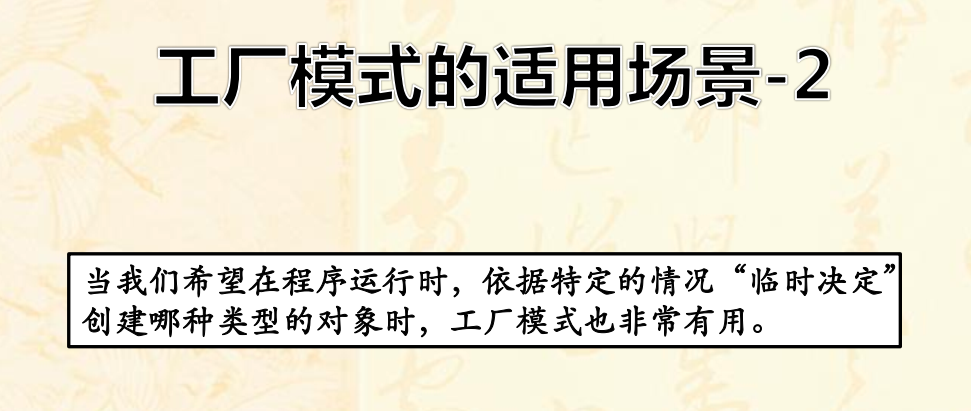 工厂模式的适用场景-2
当我们希望在程序运行时，依据特定的情况“临时决定”
创建哪种类型的对象时，工厂模式也非常有用。